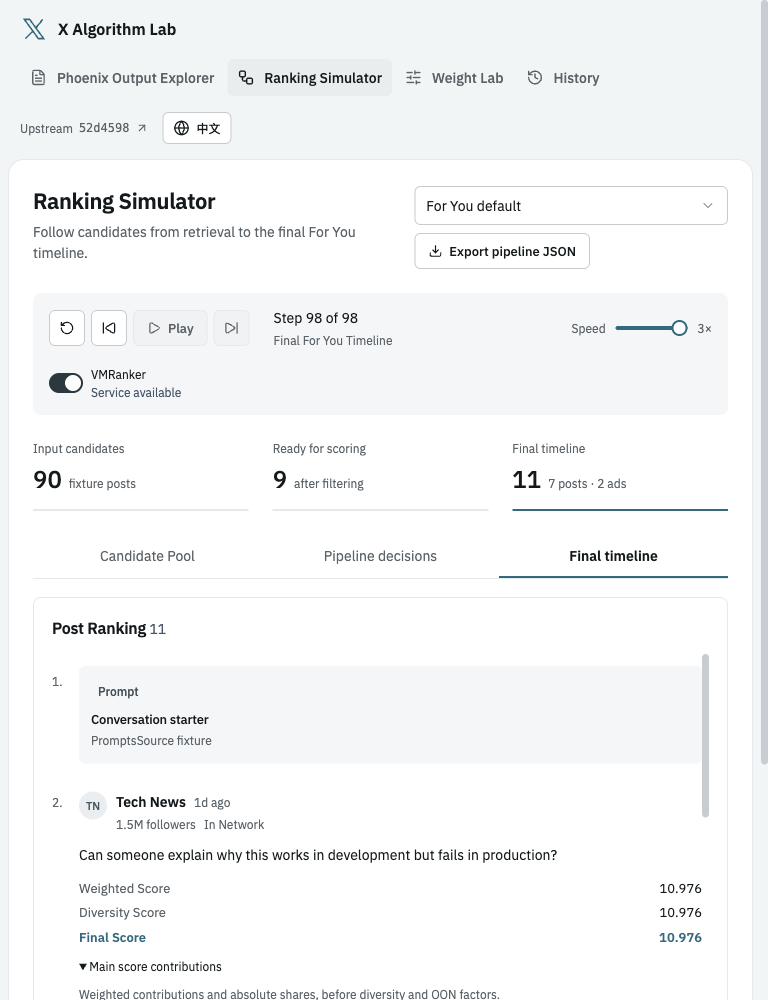 X Algorithm Lab
Phoenix Output Explorer
Ranking Simulator
Weight Lab
History
Upstream 52d4598
中文
Ranking Simulator
Follow candidates from retrieval to the final For You
timeline.
For You default
Export pipeline JSON
Play
Step 98 of 98
Final For You Timeline
Speed
3×
VMRanker
Service available
Input candidates
90 fixture posts
Ready for scoring
9 after filtering
Final timeline
11 7 posts · 2 ads
Candidate Pool
Pipeline decisions
Final timeline
Post Ranking 11
1.
Prompt
Conversation starter
PromptsSource fixture
2.
TN
Tech News 1d ago
1.5M followers In Network
Can someone explain why this works in development but fails in production?
Weighted Score 10.976
Diversity Score 10.976
Final Score 10.976
Main score contributions
Weighted contributions and absolute shares, before diversity and OON factors.